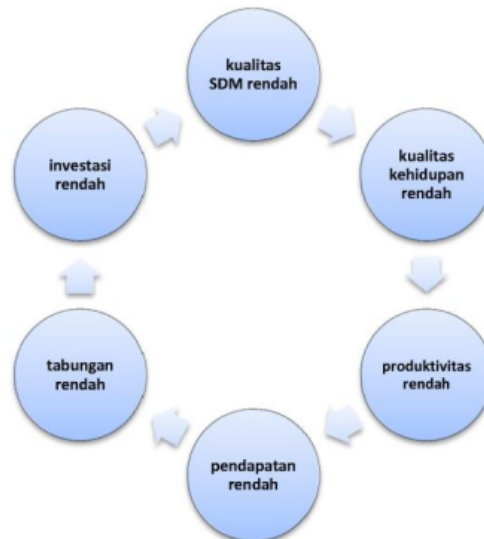 kualitas
SDM rendah
kualitas
kehidupan
rendah
produktivitas
rendah
pendapatan
rendah
tabungan
rendah
investasi
rendah